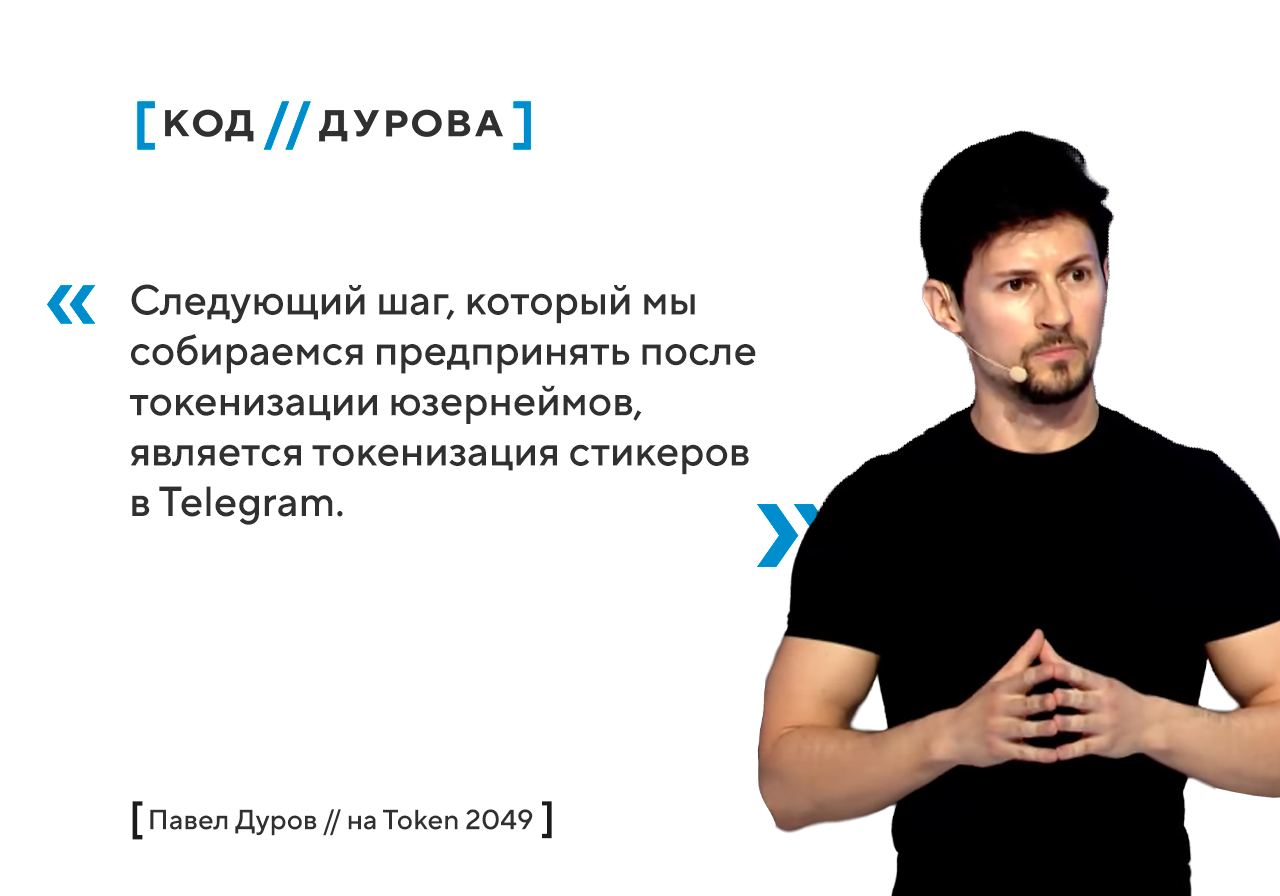 [КОД // ДУРОВА]
« Следующий шаг, который мы
собираемся предпринять после
токенизации юзернеймов,
является токенизация стикеров
в Telegram. »
[Павел Дуров // на Token 2049]